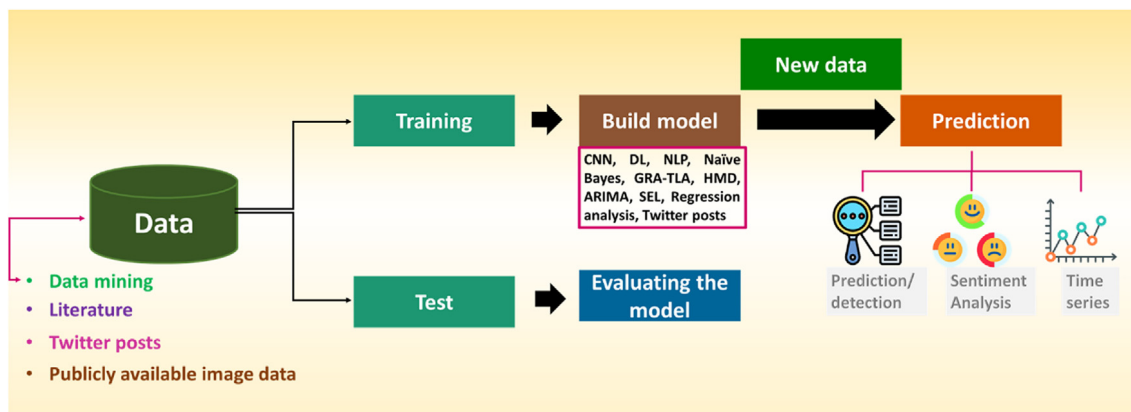 New data
Training
Build model
Prediction
CNN, DL, NLP, Naïve
Bayes, GRA-TLA, HMD,
ARIMA, SEL, Regression
analysis, Twitter posts
Data
• Data mining
• Literature
• Twitter posts
• Publicly available image data
Test
Evaluating the
model
Prediction/
detection
Sentiment
Analysis
Time
series